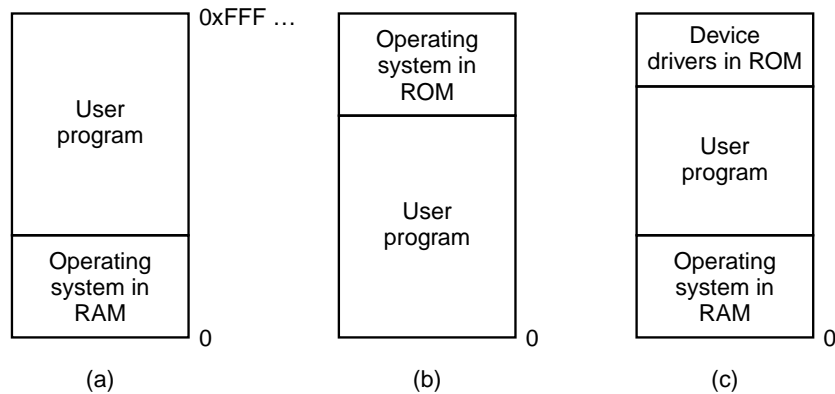 0xFFF …
User
program
Operating
system in
RAM
0
(a)
Operating
system in
ROM
User
program
0
(b)
Device
drivers in ROM
User
program
Operating
system in
RAM
0
(c)